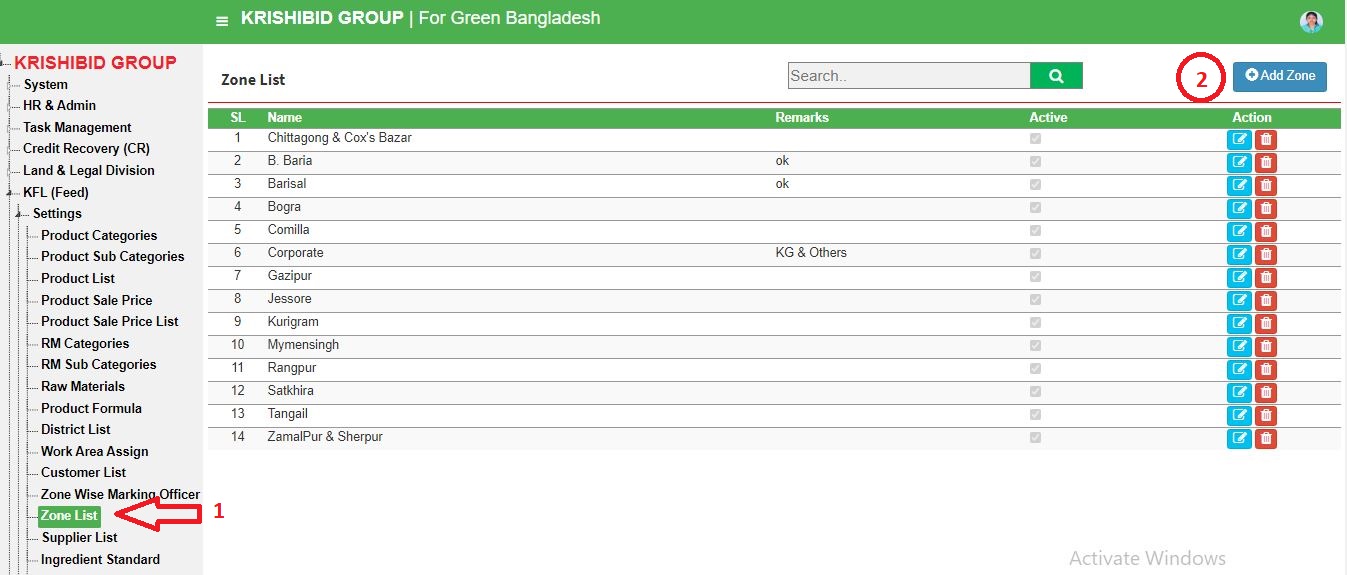 KRISHIBID GROUP | For Green Bangladesh
KRISHIBID GROUP
System
HR & Admin
Task Management
Credit Recovery (CR)
Land & Legal Division
KFL (Feed)
Settings
Product Categories
Product Sub Categories
Product List
Product Sale Price
Product Sale Price List
RM Categories
RM Sub Categories
Raw Materials
Product Formula
District List
Work Area Assign
Customer List
Zone Wise Marking Officer
Zone List 1
Supplier List
Ingredient Standard
Zone List Search.. 2 Add Zone
SL Name Remarks Active Action
1 Chittagong & Cox's Bazar
2 B. Baria ok
3 Barisal ok
4 Bogra
5 Comilla
6 Corporate KG & Others
7 Gazipur
8 Jessore
9 Kurigram
10 Mymensingh
11 Rangpur
12 Satkhira
13 Tangail
14 ZamalPur & Sherpur
Activate Windows